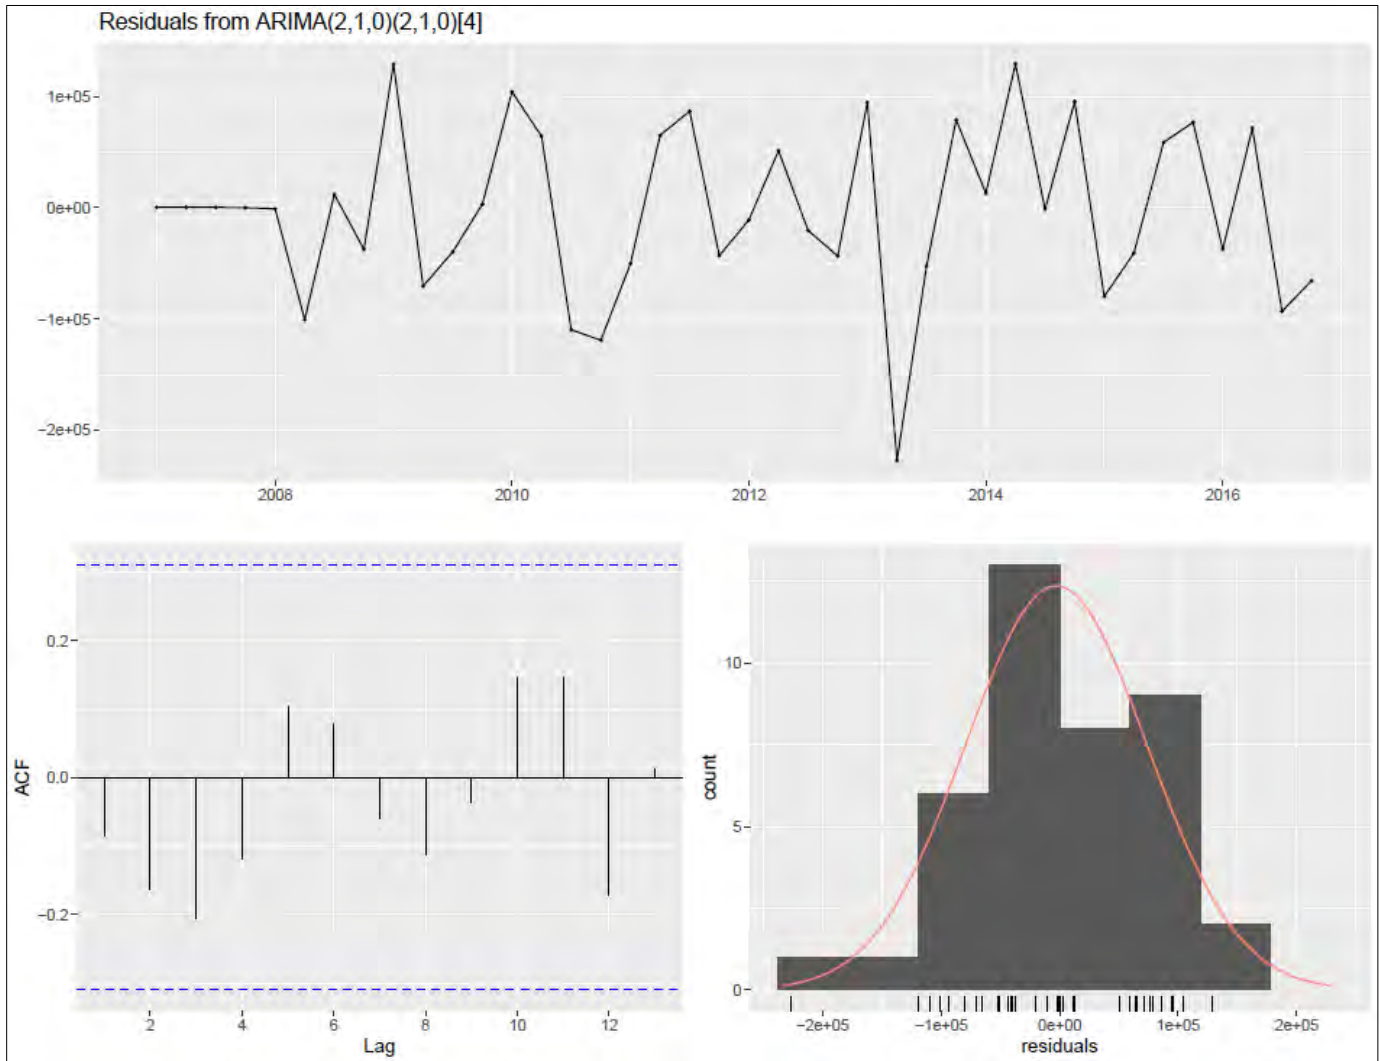 Residuals from ARIMA(2,1,0)(2,1,0)[4]
1e+05
0e+00
−1e+05
−2e+05
2008 2010 2012 2014 2016
0.2
0.0
−0.2
ACF
2 4 6 8 10 12
Lag
10
5
0
count
−2e+05 −1e+05 0e+00 1e+05 2e+05
residuals